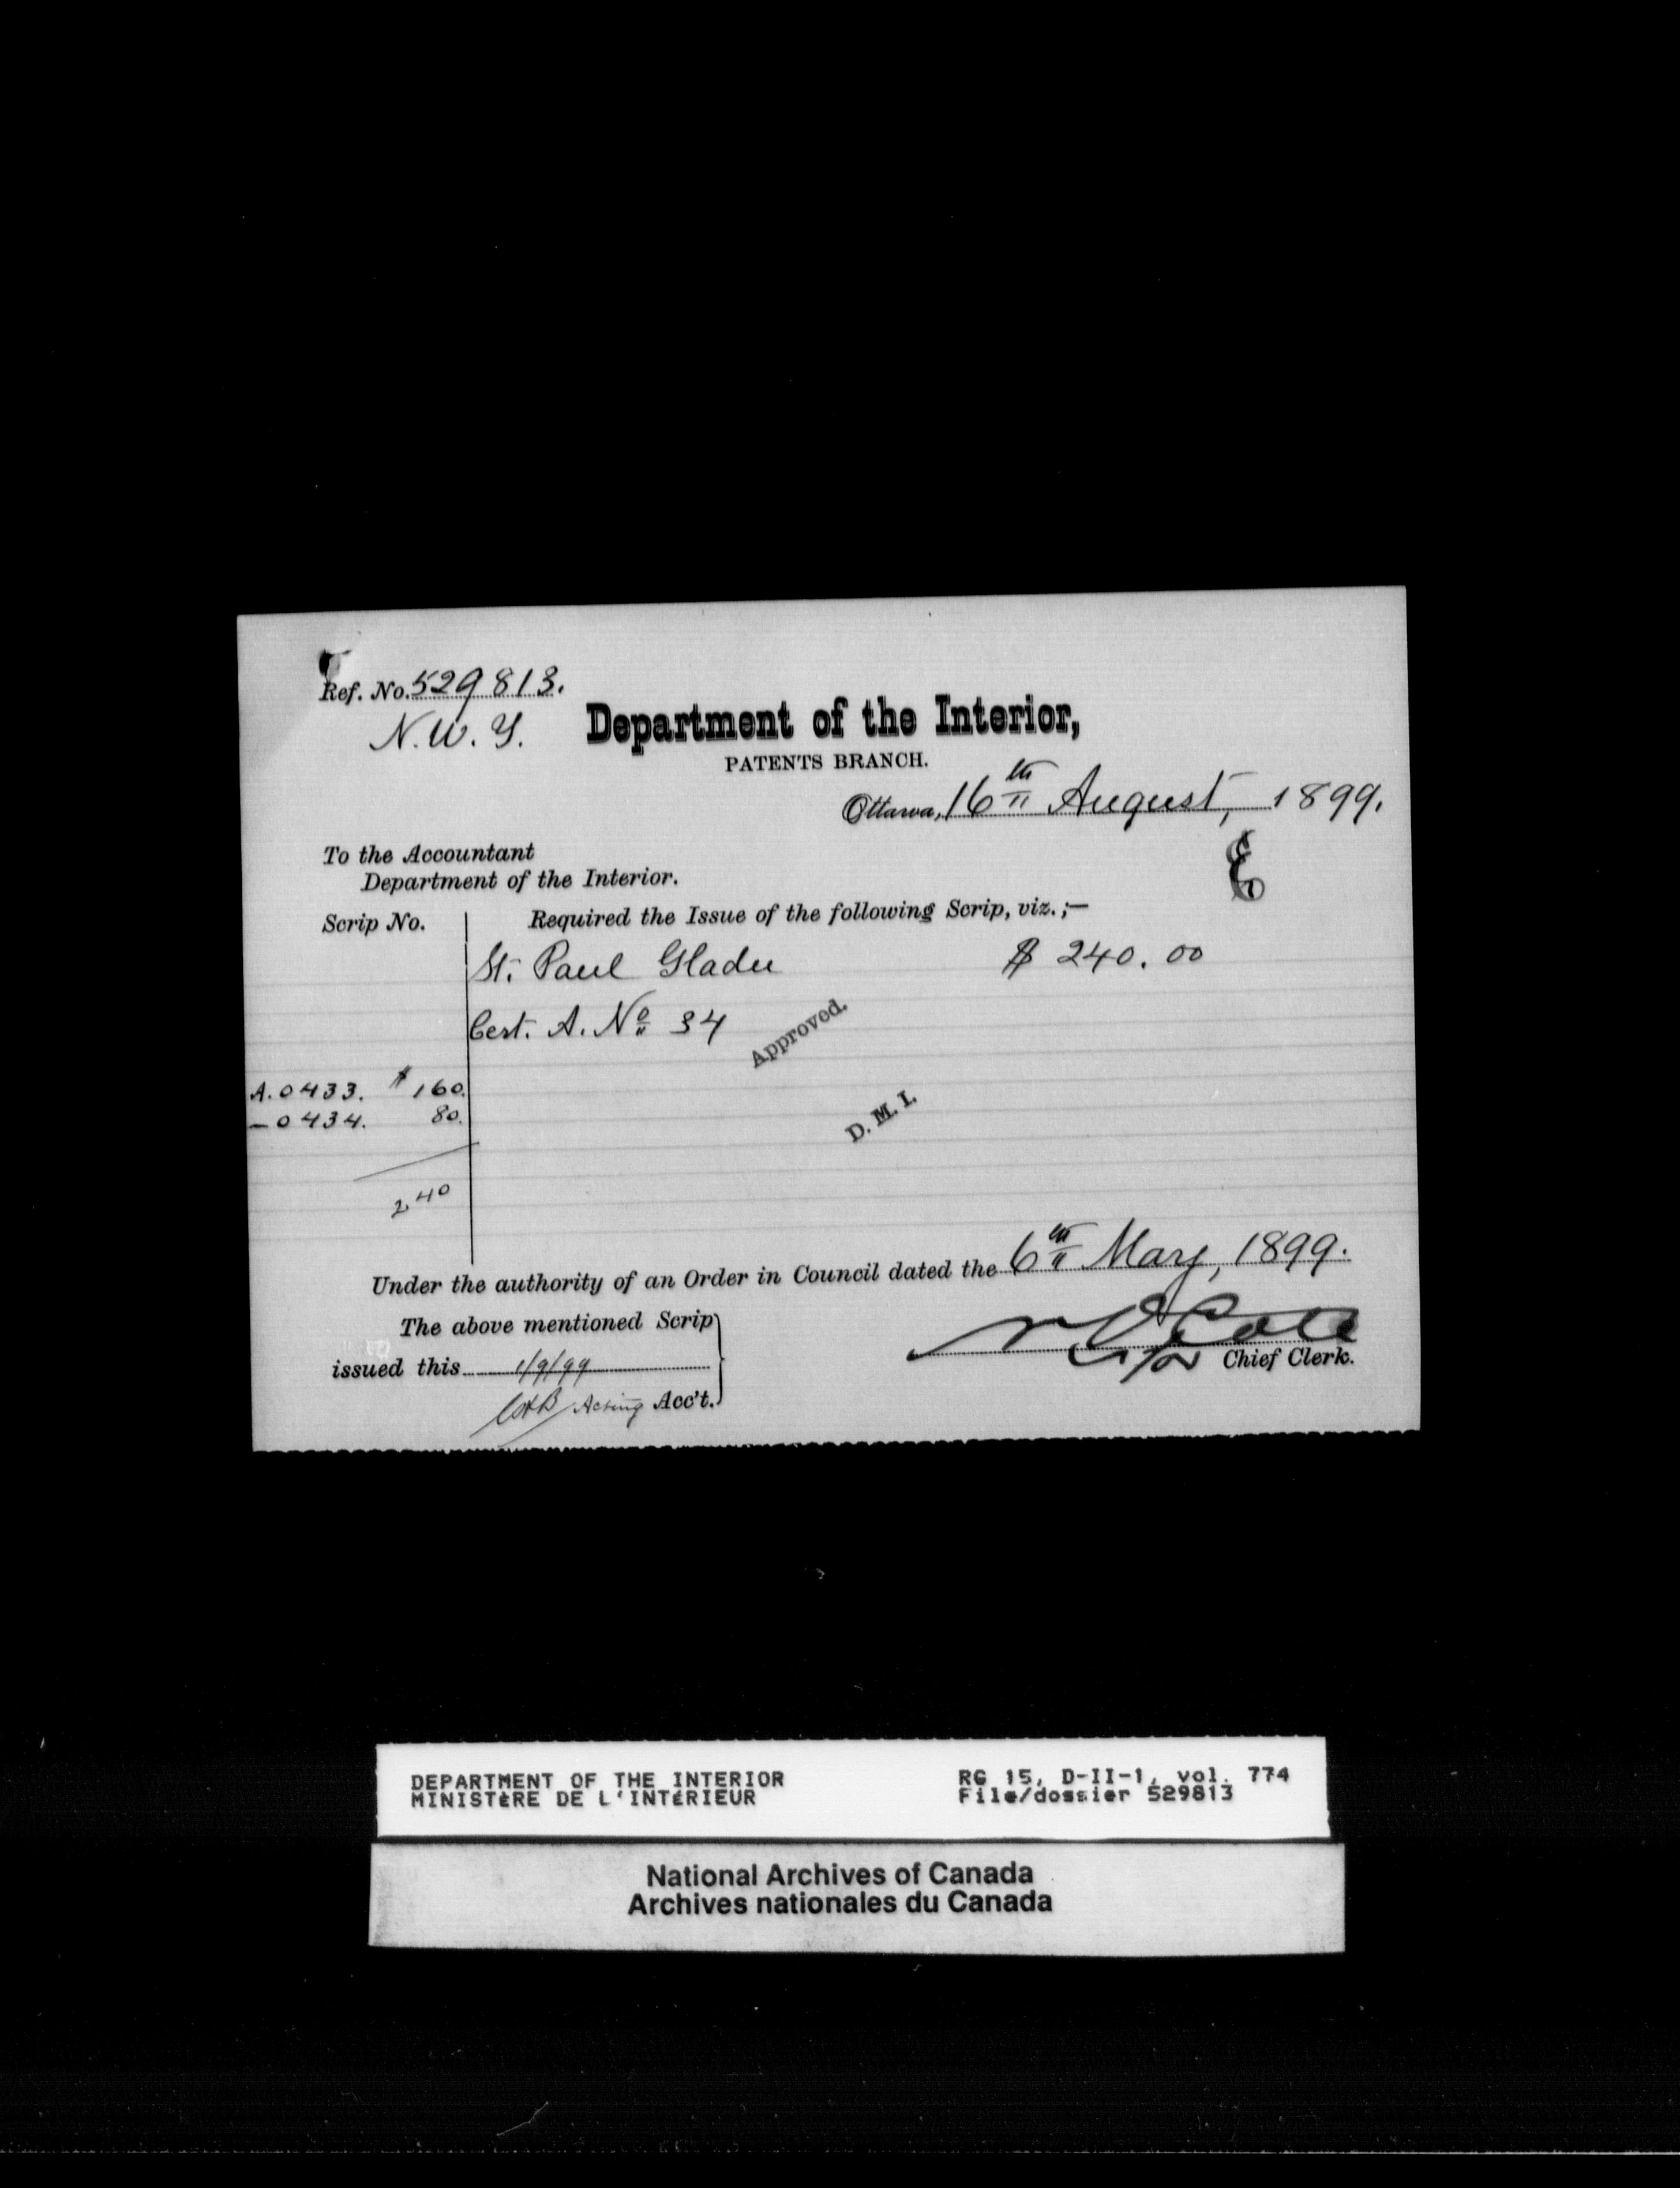 Ref. No. 529813.
N. W. T.
Department of the Interior,
PATENTS BRANCH.
Ottawa, 16th August, 1899.
To the Accountant
Department of the Interior.
Scrip No. Required the Issue of the following Scrip, viz.;—
St. Paul Gladu $ 240.00
Cert. A. No 34
Approved.
A. 0433. $ 160.
— 0434. 80.
D. M. I.
240
Under the authority of an Order in Council dated the 6th May, 1899.
The above mentioned Scrip
issued this 1/9/99
Chief Clerk.
Acting Acc't.
DEPARTMENT OF THE INTERIOR
MINISTÈRE DE L'INTÉRIEUR
RG 15, D-II-1, vol. 774
File/dossier 529813
National Archives of Canada
Archives nationales du Canada